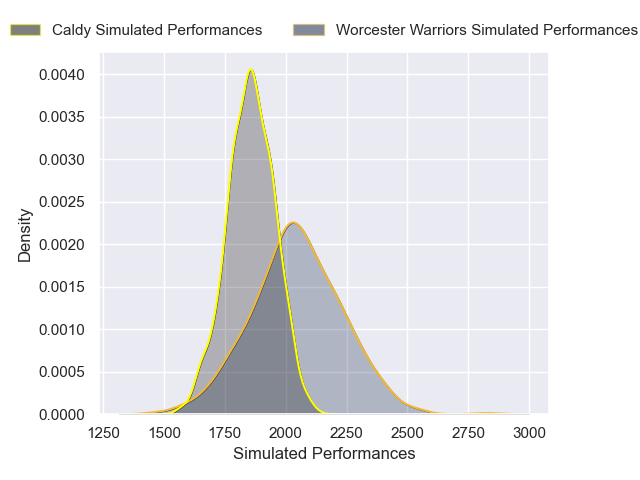 Caldy Simulated Performances Worcester Warriors Simulated Performances
0.0040
0.0035
0.0030
0.0025
0.0020
0.0015
0.0010
0.0005
0.0000
Density
1250 1500 1750 2000 2250 2500 2750 3000
Simulated Performances